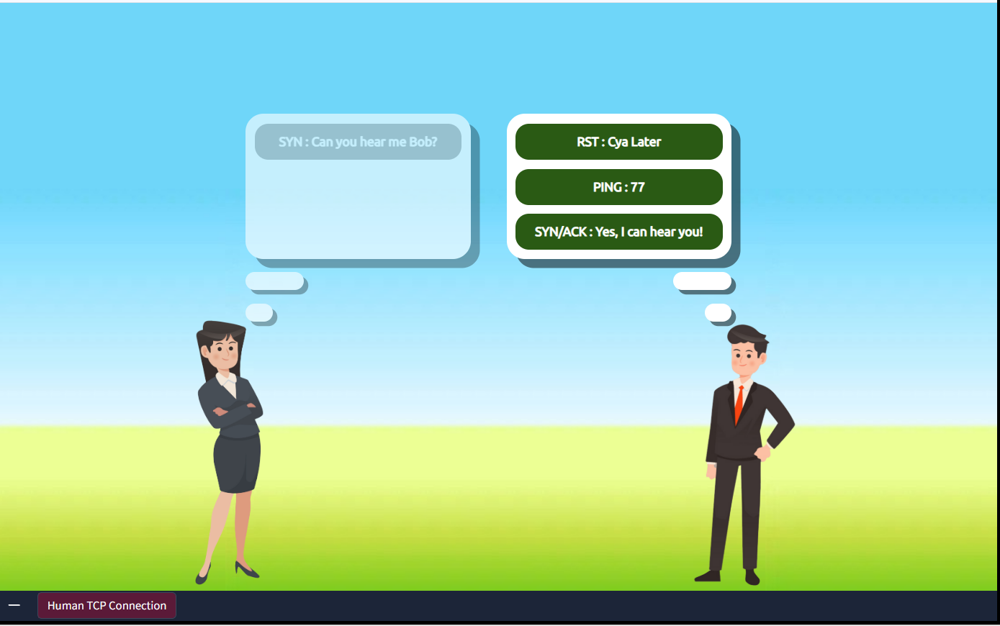 SYN : Can you hear me Bob?
RST : Cya Later
PING : 77
SYN/ACK : Yes, I can hear you!
Human TCP Connection